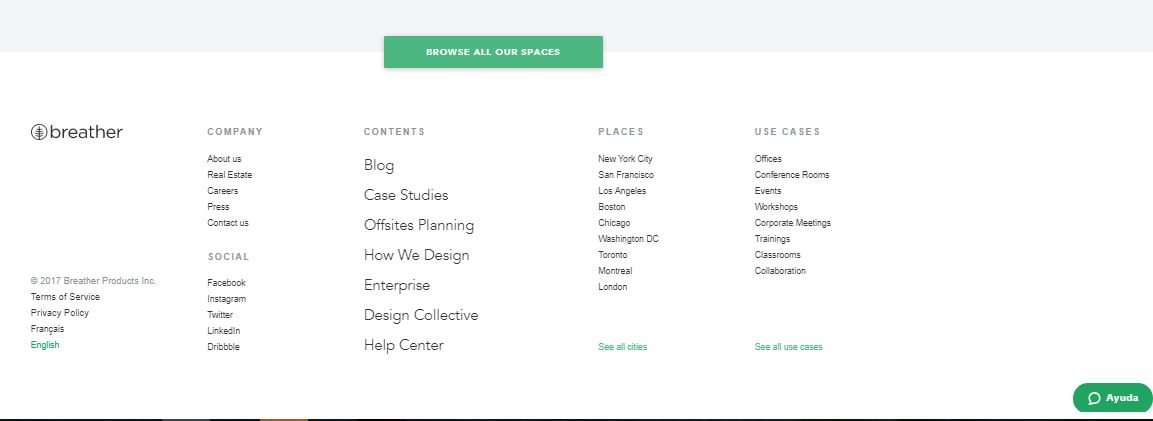 BROWSE ALL OUR SPACES
breather
© 2017 Breather Products Inc.
Terms of Service
Privacy Policy
Français
English
COMPANY
About us
Real Estate
Careers
Press
Contact us
SOCIAL
Facebook
Instagram
Twitter
LinkedIn
Dribbble
CONTENTS
Blog
Case Studies
Offsites Planning
How We Design
Enterprise
Design Collective
Help Center
PLACES
New York City
San Francisco
Los Angeles
Boston
Chicago
Washington DC
Toronto
Montreal
London
See all cities
USE CASES
Offices
Conference Rooms
Events
Workshops
Corporate Meetings
Trainings
Classrooms
Collaboration
See all use cases
Ayuda